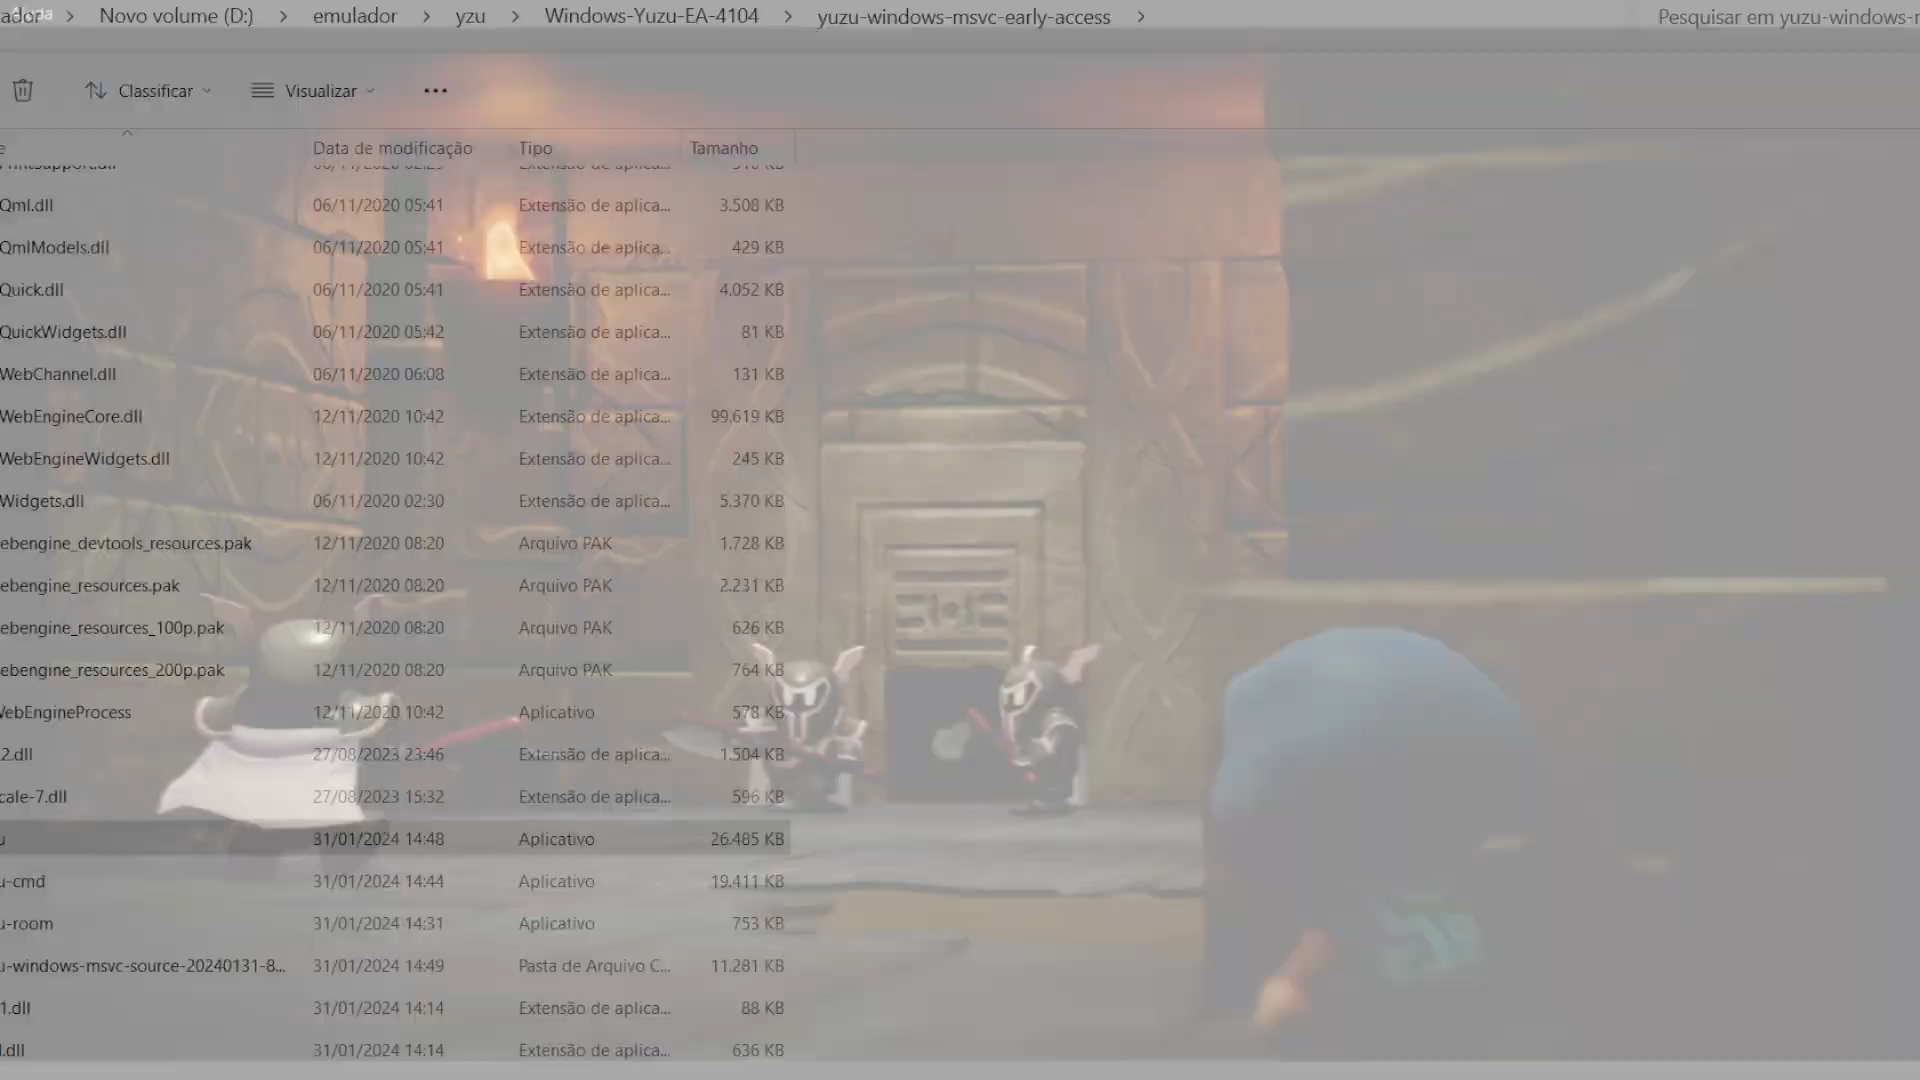 Novo volume (D:) > emulador > yzu > Windows-Yuzu-EA-4104 > yuzu-windows-msvc-early-access > Pesquisar em yuzu-windows-
Classificar Visualizar ...
Data de modificação Tipo Tamanho
Qml.dll 06/11/2020 05:41 Extensão de aplica... 3.508 KB
QmlModels.dll 06/11/2020 05:41 Extensão de aplica... 429 KB
Quick.dll 06/11/2020 05:41 Extensão de aplica... 4.052 KB
QuickWidgets.dll 06/11/2020 05:42 Extensão de aplica... 81 KB
WebChannel.dll 06/11/2020 06:08 Extensão de aplica... 131 KB
WebEngineCore.dll 12/11/2020 10:42 Extensão de aplica... 99.619 KB
WebEngineWidgets.dll 12/11/2020 10:42 Extensão de aplica... 245 KB
Widgets.dll 06/11/2020 02:30 Extensão de aplica... 5.370 KB
ebengine_devtools_resources.pak 12/11/2020 08:20 Arquivo PAK 1.728 KB
ebengine_resources.pak 12/11/2020 08:20 Arquivo PAK 2.231 KB
ebengine_resources_100p.pak 12/11/2020 08:20 Arquivo PAK 626 KB
ebengine_resources_200p.pak 12/11/2020 08:20 Arquivo PAK 764 KB
ebEngineProcess 12/11/2020 10:42 Aplicativo 578 KB
2.dll 27/08/2023 23:46 Extensão de aplica... 1.504 KB
cale-7.dll 27/08/2023 15:32 Extensão de aplica... 596 KB
u 31/01/2024 14:48 Aplicativo 26.485 KB
u-cmd 31/01/2024 14:44 Aplicativo 19.411 KB
u-room 31/01/2024 14:31 Aplicativo 753 KB
u-windows-msvc-source-20240131-8... 31/01/2024 14:49 Pasta de Arquivo C... 11.281 KB
1.dll 31/01/2024 14:14 Extensão de aplica... 88 KB
.dll 31/01/2024 14:14 Extensão de aplica... 636 KB